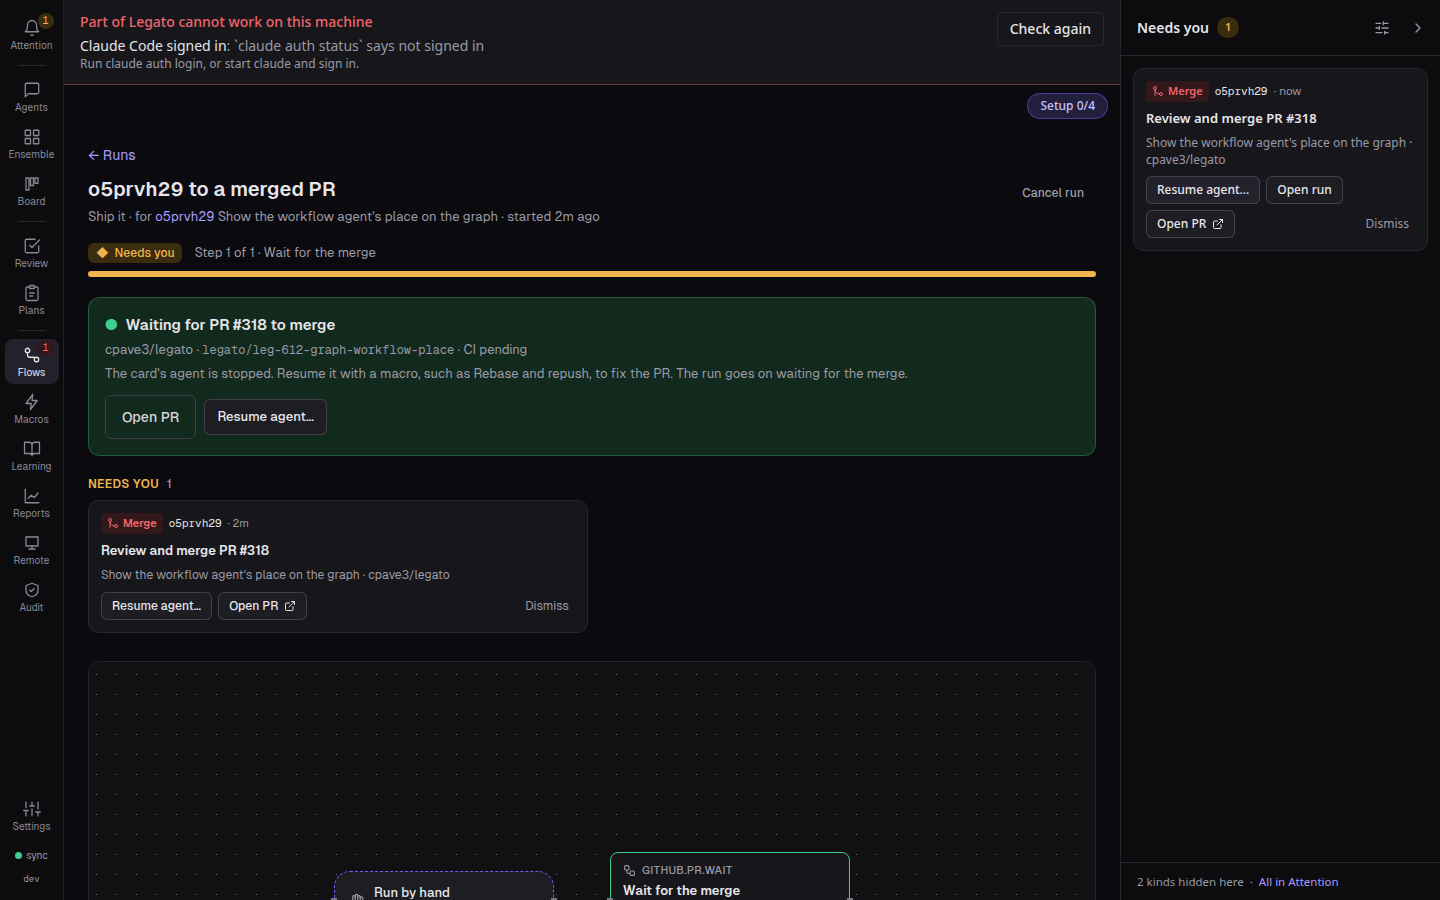 1
Attention
Agents
Ensemble
Board
Review
Plans
1
Flows
Macros
Learning
Reports
Remote
Audit
Settings
sync
dev
Part of Legato cannot work on this machine
Claude Code signed in: `claude auth status` says not signed in
Run claude auth login, or start claude and sign in.
Check again
Setup 0/4
← Runs
o5prvh29 to a merged PR
Cancel run
Ship it · for o5prvh29 Show the workflow agent's place on the graph · started 2m ago
Needs you Step 1 of 1 · Wait for the merge
Waiting for PR #318 to merge
cpave3/legato · legato/leg-612-graph-workflow-place · CI pending
The card's agent is stopped. Resume it with a macro, such as Rebase and repush, to fix the PR. The run goes on waiting for the merge.
Open PR Resume agent...
NEEDS YOU 1
Merge o5prvh29 · 2m
Review and merge PR #318
Show the workflow agent's place on the graph · cpave3/legato
Resume agent... Open PR Dismiss
Run by hand
GITHUB.PR.WAIT
Wait for the merge
Needs you 1
Merge o5prvh29 · now
Review and merge PR #318
Show the workflow agent's place on the graph ·
cpave3/legato
Resume agent... Open run
Open PR Dismiss
2 kinds hidden here · All in Attention